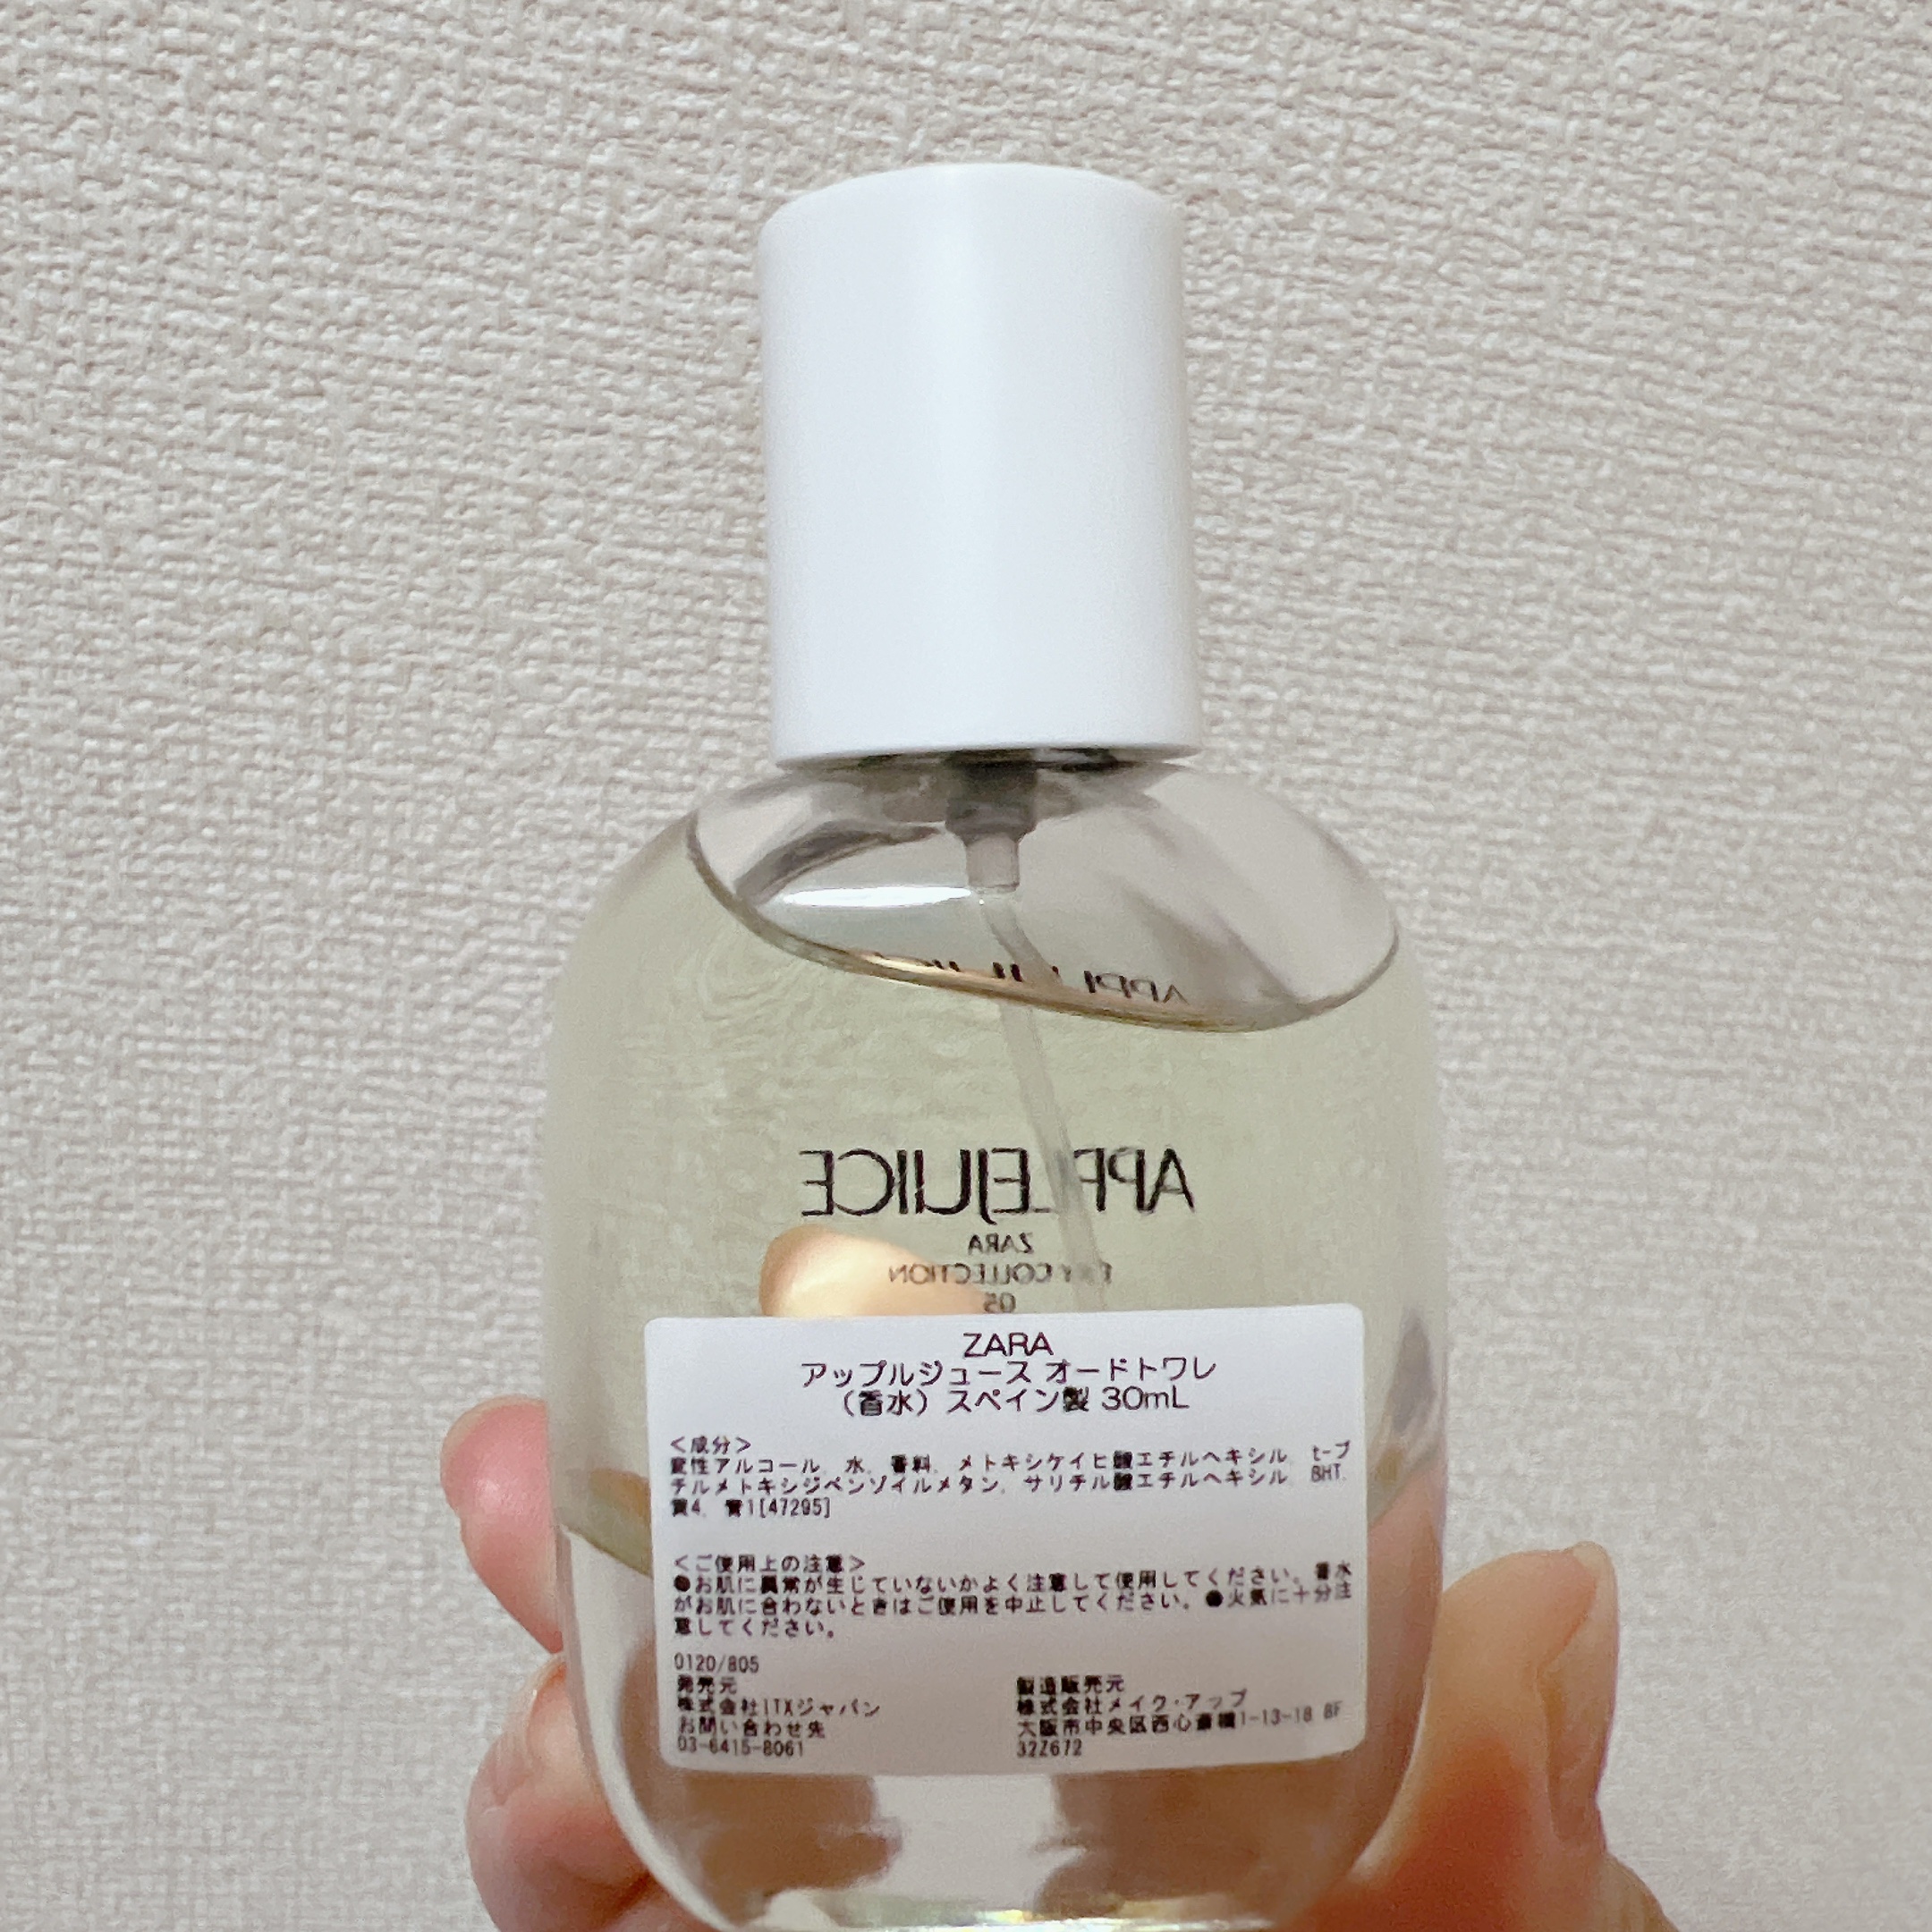 APPLEJUICE
ZARA
COLLECTION
05
ZARA
アップルジュース オードトワレ
（香水）スペイン製 30mL
＜成分＞
変性アルコール、水、香料、メトキシケイヒ酸エチルヘキシル、t-ブ
チルメトキシジベンゾイルメタン、サリチル酸エチルヘキシル、BHT、
黄4、青1[47295]
＜ご使用上の注意＞
●お肌に異常が生じていないかよく注意して使用してください。香水
がお肌に合わないときはご使用を中止してください。●火気に十分注
意してください。
0120/805
発売元
株式会社ITXジャパン
お問い合わせ先
03-6415-8061
製造販売元
株式会社メイク・アップ
大阪市中央区西心斎橋1-13-18 8F
32Z672